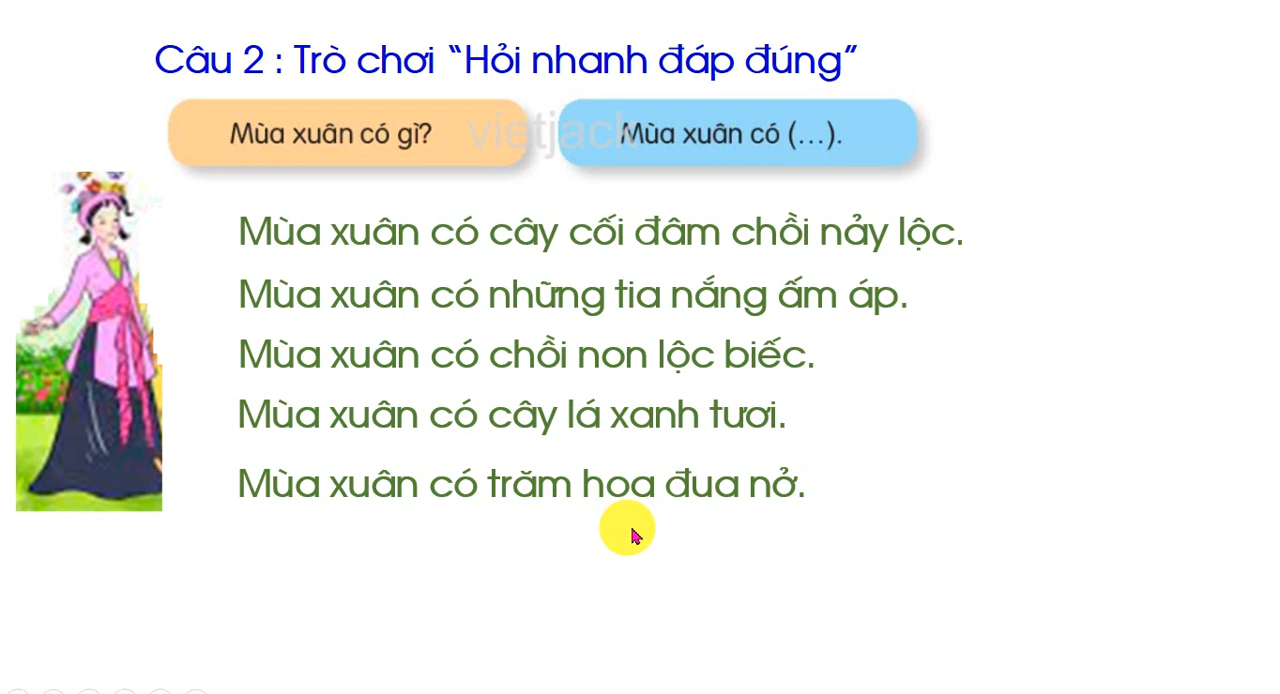 Câu 2 : Trò chơi “Hỏi nhanh đáp đúng”
Mùa xuân có gì?
Mùa xuân có (...).
vietjack
Mùa xuân có cây cối đâm chồi nảy lộc.
Mùa xuân có những tia nắng ấm áp.
Mùa xuân có chồi non lộc biếc.
Mùa xuân có cây lá xanh tươi.
Mùa xuân có trăm hoa đua nở.